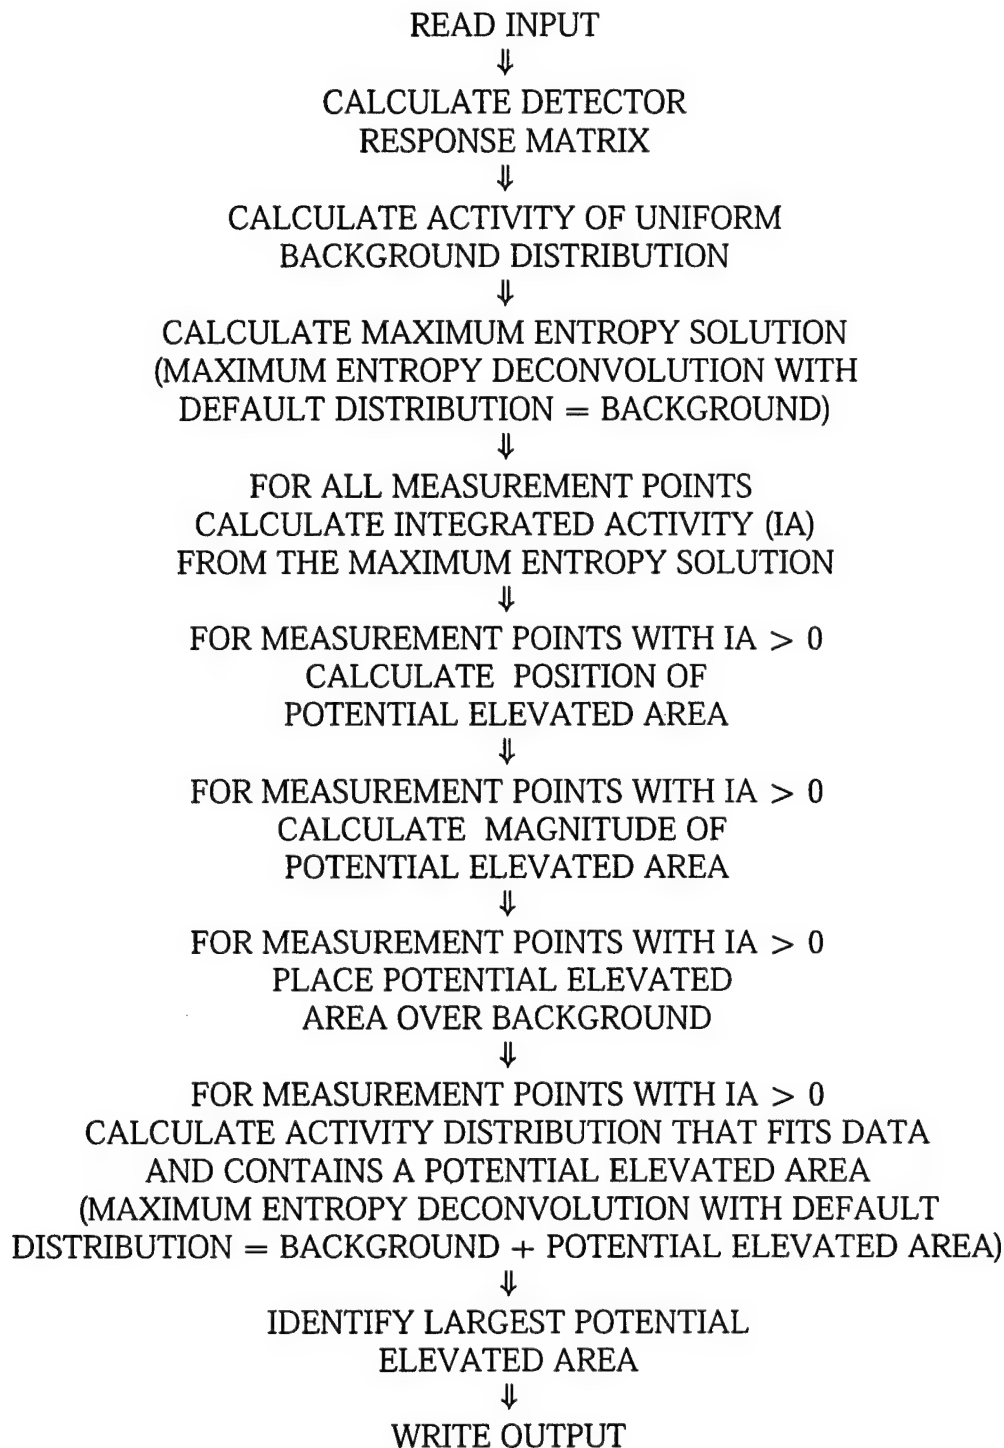 READ INPUT
⇓
CALCULATE DETECTOR
RESPONSE MATRIX
⇓
CALCULATE ACTIVITY OF UNIFORM
BACKGROUND DISTRIBUTION
⇓
CALCULATE MAXIMUM ENTROPY SOLUTION
(MAXIMUM ENTROPY DECONVOLUTION WITH
DEFAULT DISTRIBUTION = BACKGROUND)
⇓
FOR ALL MEASUREMENT POINTS
CALCULATE INTEGRATED ACTIVITY (IA)
FROM THE MAXIMUM ENTROPY SOLUTION
⇓
FOR MEASUREMENT POINTS WITH IA > 0
CALCULATE POSITION OF
POTENTIAL ELEVATED AREA
⇓
FOR MEASUREMENT POINTS WITH IA > 0
CALCULATE MAGNITUDE OF
POTENTIAL ELEVATED AREA
⇓
FOR MEASUREMENT POINTS WITH IA > 0
PLACE POTENTIAL ELEVATED
AREA OVER BACKGROUND
⇓
FOR MEASUREMENT POINTS WITH IA > 0
CALCULATE ACTIVITY DISTRIBUTION THAT FITS DATA
AND CONTAINS A POTENTIAL ELEVATED AREA
(MAXIMUM ENTROPY DECONVOLUTION WITH DEFAULT
DISTRIBUTION = BACKGROUND + POTENTIAL ELEVATED AREA)
⇓
IDENTIFY LARGEST POTENTIAL
ELEVATED AREA
⇓
WRITE OUTPUT